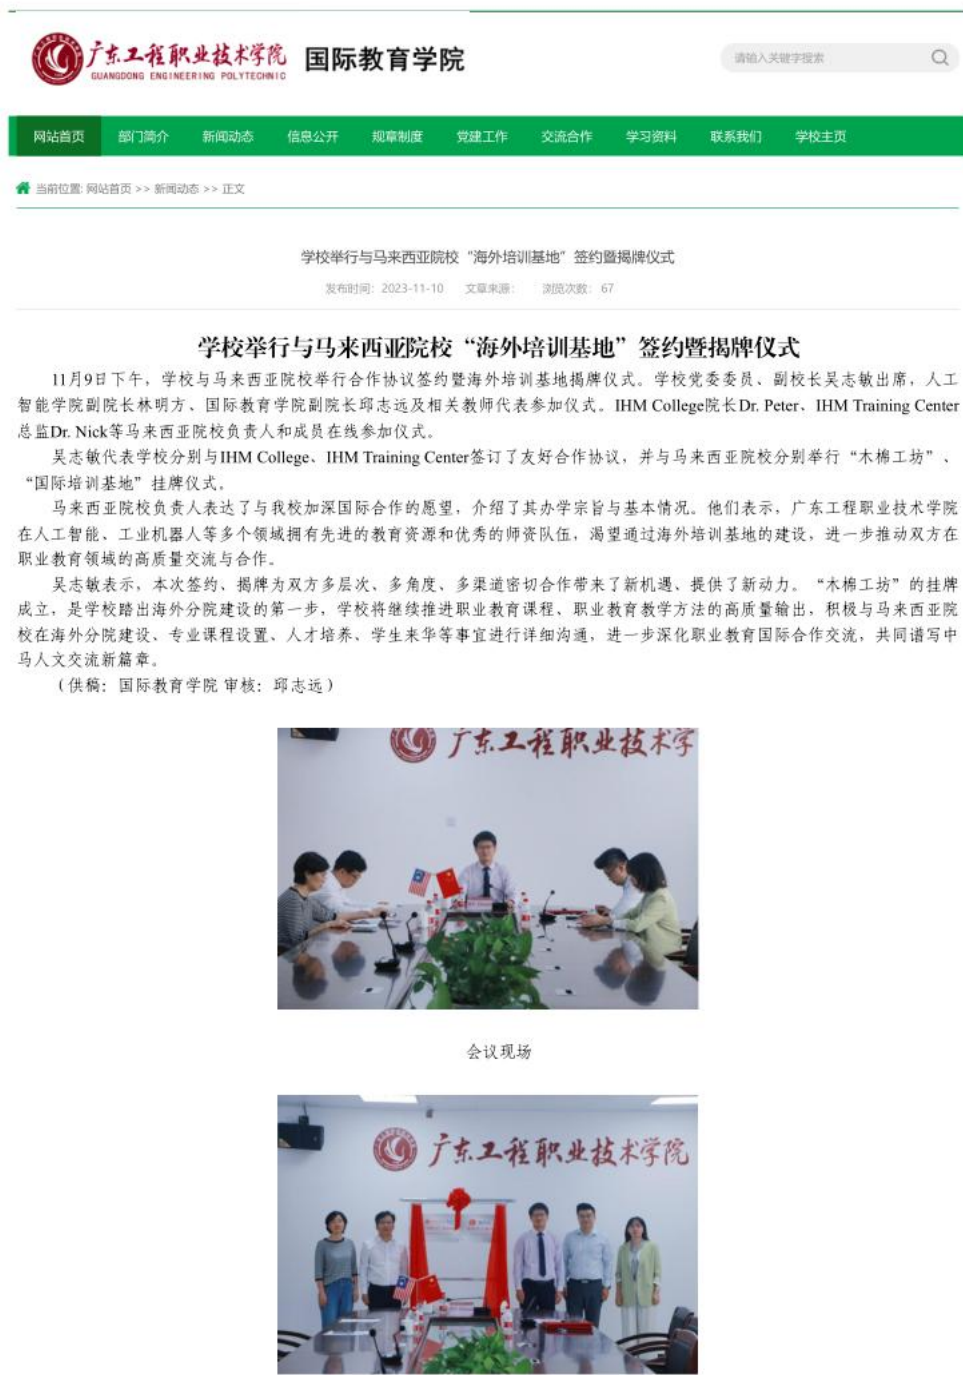 广东工程职业技术学院
GUANGDONG ENGINEERING POLYTECHNIC
国际教育学院
请输入关键字搜索
网站首页 部门简介 新闻动态 信息公开 规章制度 党建工作 交流合作 学习资料 联系我们 学校主页
当前位置: 网站首页 >> 新闻动态 >> 正文
学校举行与马来西亚院校“海外培训基地”签约暨揭牌仪式
发布时间：2023-11-10 文章来源： 浏览次数： 67
学校举行与马来西亚院校“海外培训基地”签约暨揭牌仪式
11月9日下午，学校与马来西亚院校举行合作协议签约暨海外培训基地揭牌仪式。学校党委委员、副校长吴志敏出席，人工
智能学院副院长林明方、国际教育学院副院长邱志远及相关教师代表参加仪式。IHM College院长Dr. Peter、IHM Training Center
总监Dr. Nick等马来西亚院校负责人和成员在线参加仪式。
吴志敏代表学校分别与IHM College、IHM Training Center签订了友好合作协议，并与马来西亚院校分别举行“木棉工坊”、
“国际培训基地”挂牌仪式。
马来西亚院校负责人表达了与我校加深国际合作的愿望，介绍了其办学宗旨与基本情况。他们表示，广东工程职业技术学院
在人工智能、工业机器人等多个领域拥有先进的教育资源和优秀的师资队伍，渴望通过海外培训基地的建设，进一步推动双方在
职业教育领域的高质量交流与合作。
吴志敏表示，本次签约、揭牌为双方多层次、多角度、多渠道密切合作带来了新机遇、提供了新动力。“木棉工坊”的挂牌
成立，是学校踏出海外分院建设的第一步，学校将继续推进职业教育课程、职业教育教学方法的高质量输出，积极与马来西亚院
校在海外分院建设、专业课程设置、人才培养、学生来华等事宜进行详细沟通，进一步深化职业教育国际合作交流，共同谱写中
马人文交流新篇章。
（供稿：国际教育学院 审核：邱志远）
广东工程职业技术学
会议现场
广东工程职业技术学院